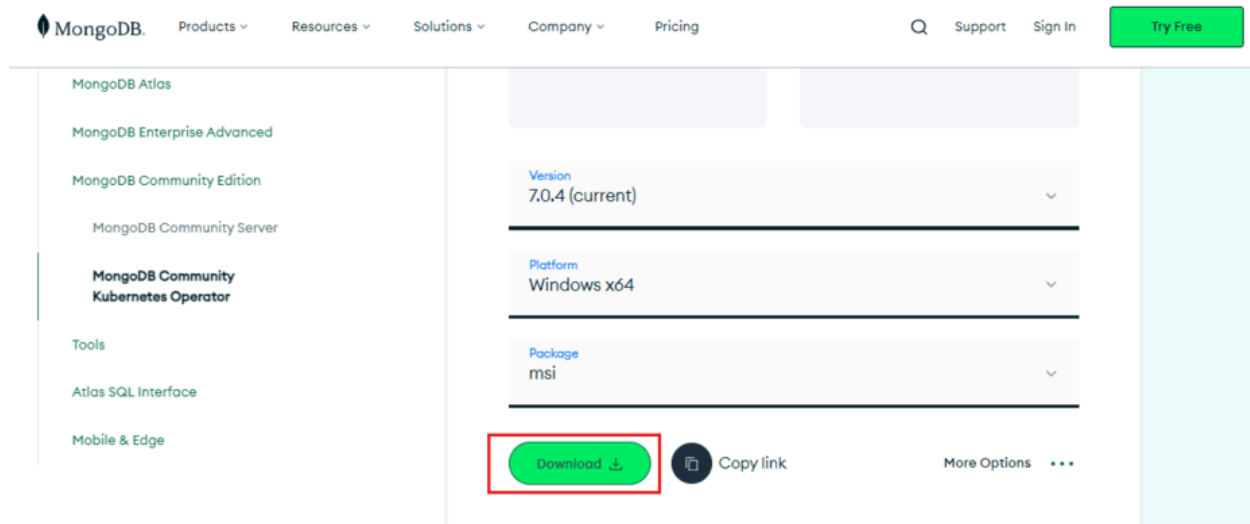 MongoDB. Products Resources Solutions Company Pricing Support Sign In Try Free
MongoDB Atlas
MongoDB Enterprise Advanced
MongoDB Community Edition
MongoDB Community Server
MongoDB Community
Kubernetes Operator
Tools
Atlas SQL Interface
Mobile & Edge
Version
7.0.4 (current)
Platform
Windows x64
Package
msi
Download Copy link More Options ...